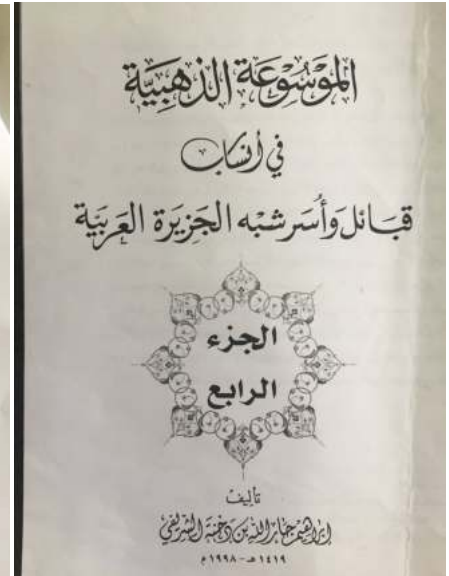 الموسوعة الذهبية
في أنساب
قبائل وأسر شبه الجزيرة العربية
الجزء
الرابع
تأليف
إبراهيم جار الله بن دخنة الشريفي
١٤١٩هـ - ١٩٩٨م